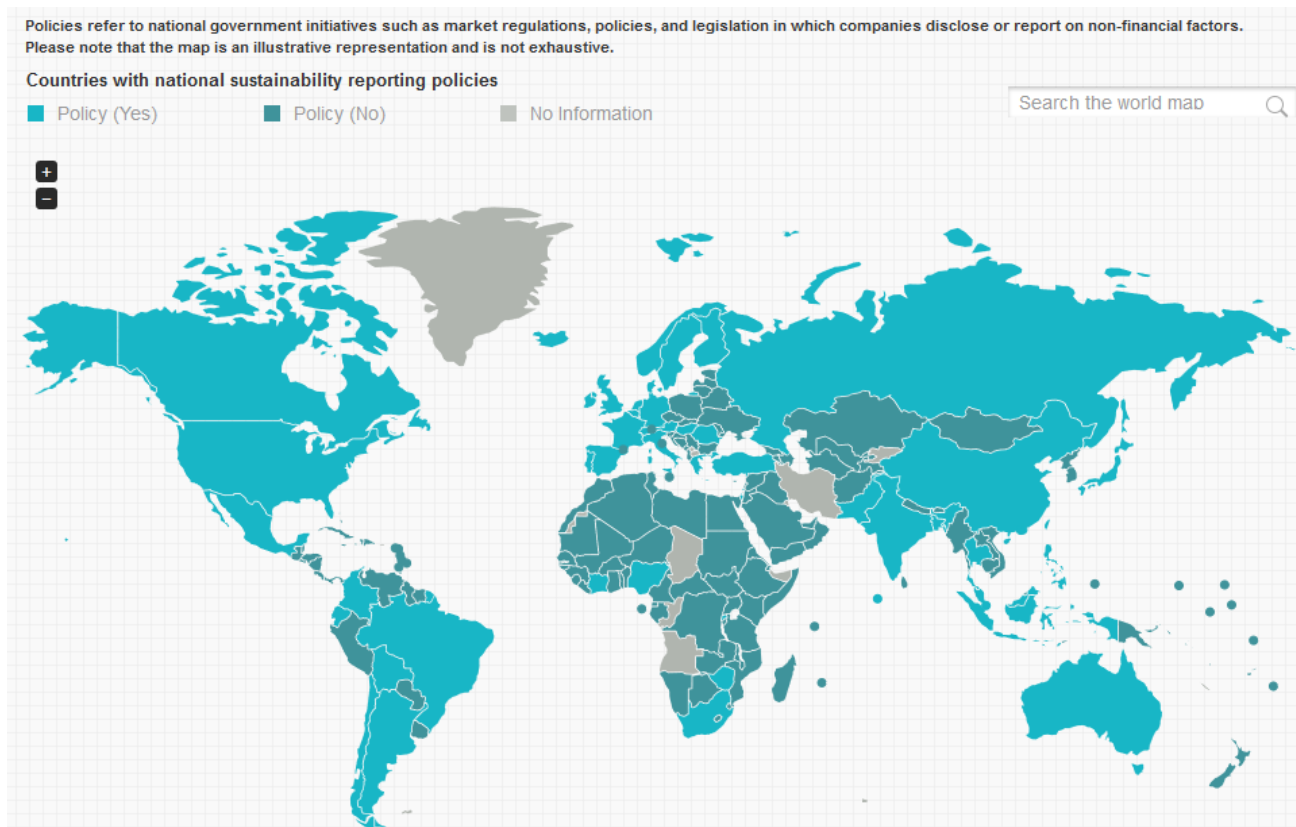 Policies refer to national government initiatives such as market regulations, policies, and legislation in which companies disclose or report on non-financial factors.
Please note that the map is an illustrative representation and is not exhaustive.
Countries with national sustainability reporting policies
Policy (Yes) Policy (No) No Information
Search the world map
+
−